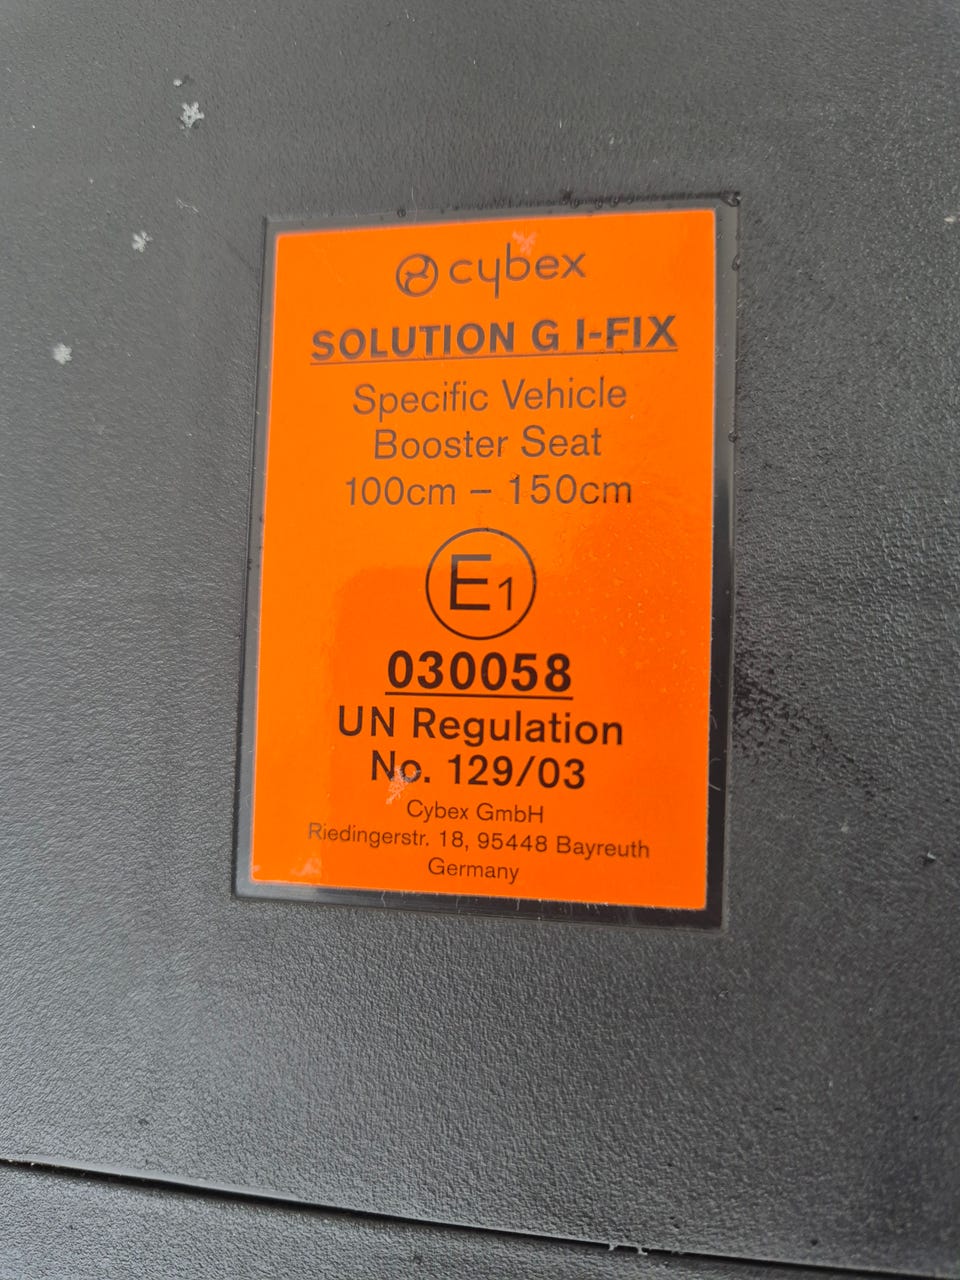 cybex
SOLUTION G I-FIX
Specific Vehicle
Booster Seat
100cm – 150cm
E1
030058
UN Regulation
No. 129/03
Cybex GmbH
Riedingerstr. 18, 95448 Bayreuth
Germany